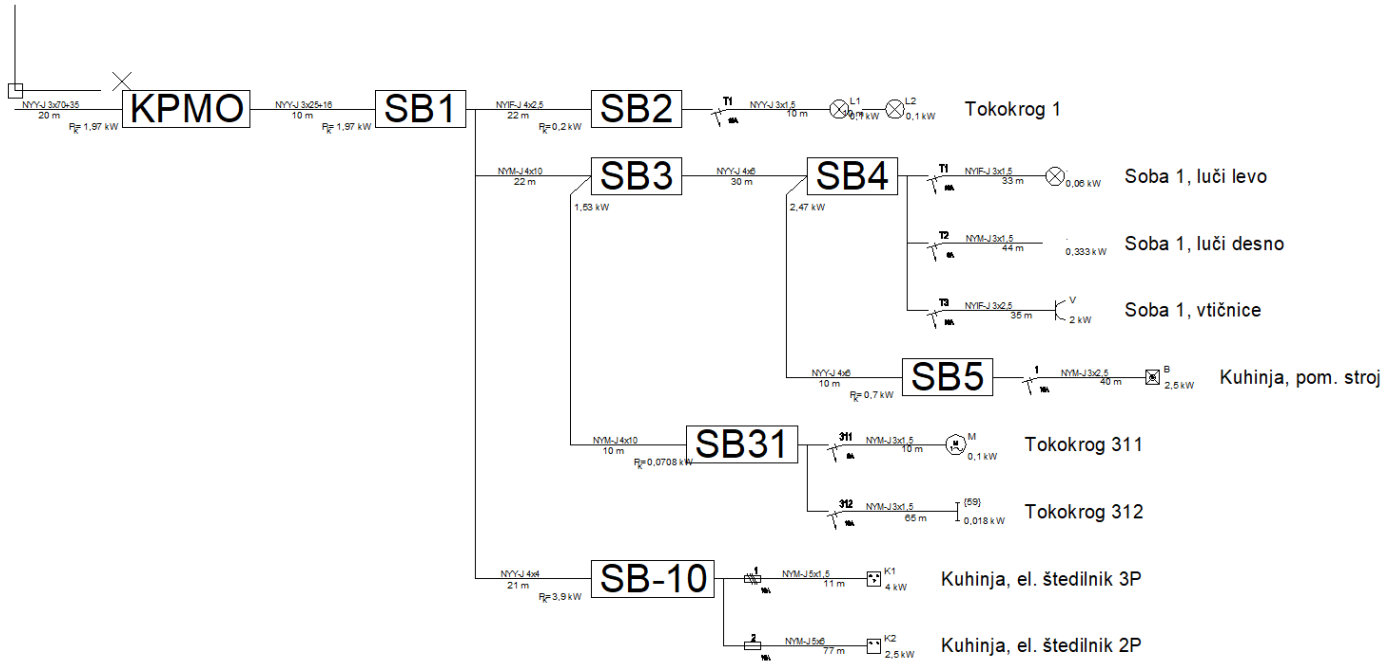 NYY-J 3x70+35
20 m
KPMO
Pk= 1,97 kW
NYY-J 3x25+16
10 m
SB1
Pk= 1,97 kW
NYIF-J 4x2,5
22 m
SB2
Pk=0,2 kW
T1
NYY-J 3x1,5
10 m
L1
0,1 kW
L2
0,1 kW
Tokokrog 1
NYM-J 4x10
22 m
SB3
1,53 kW
NYY-J 4x6
30 m
SB4
2,47 kW
T1
NYIF-J 3x1,5
33 m
0,06 kW
Soba 1, luči levo
T2
NYM-J 3x1,5
44 m
0,333 kW
Soba 1, luči desno
T3
NYIF-J 3x2,5
35 m
V
2 kW
Soba 1, vtičnice
NYY-J 4x6
10 m
SB5
Pk=0,7 kW
1
NYM-J 3x2,5
40 m
B
2,5 kW
Kuhinja, pom. stroj
NYM-J 4x10
10 m
SB31
Pk=0,0708 kW
311
NYM-J 3x1,5
10 m
M
M
0,1 kW
Tokokrog 311
312
NYM-J 3x1,5
65 m
{59}
0,018 kW
Tokokrog 312
NYY-J 4x4
21 m
SB-10
Pk=3,9 kW
1
NYM-J 5x1,5
11 m
K1
4 kW
Kuhinja, el. štedilnik 3P
2
NYM-J 5x6
77 m
K2
2,5 kW
Kuhinja, el. štedilnik 2P